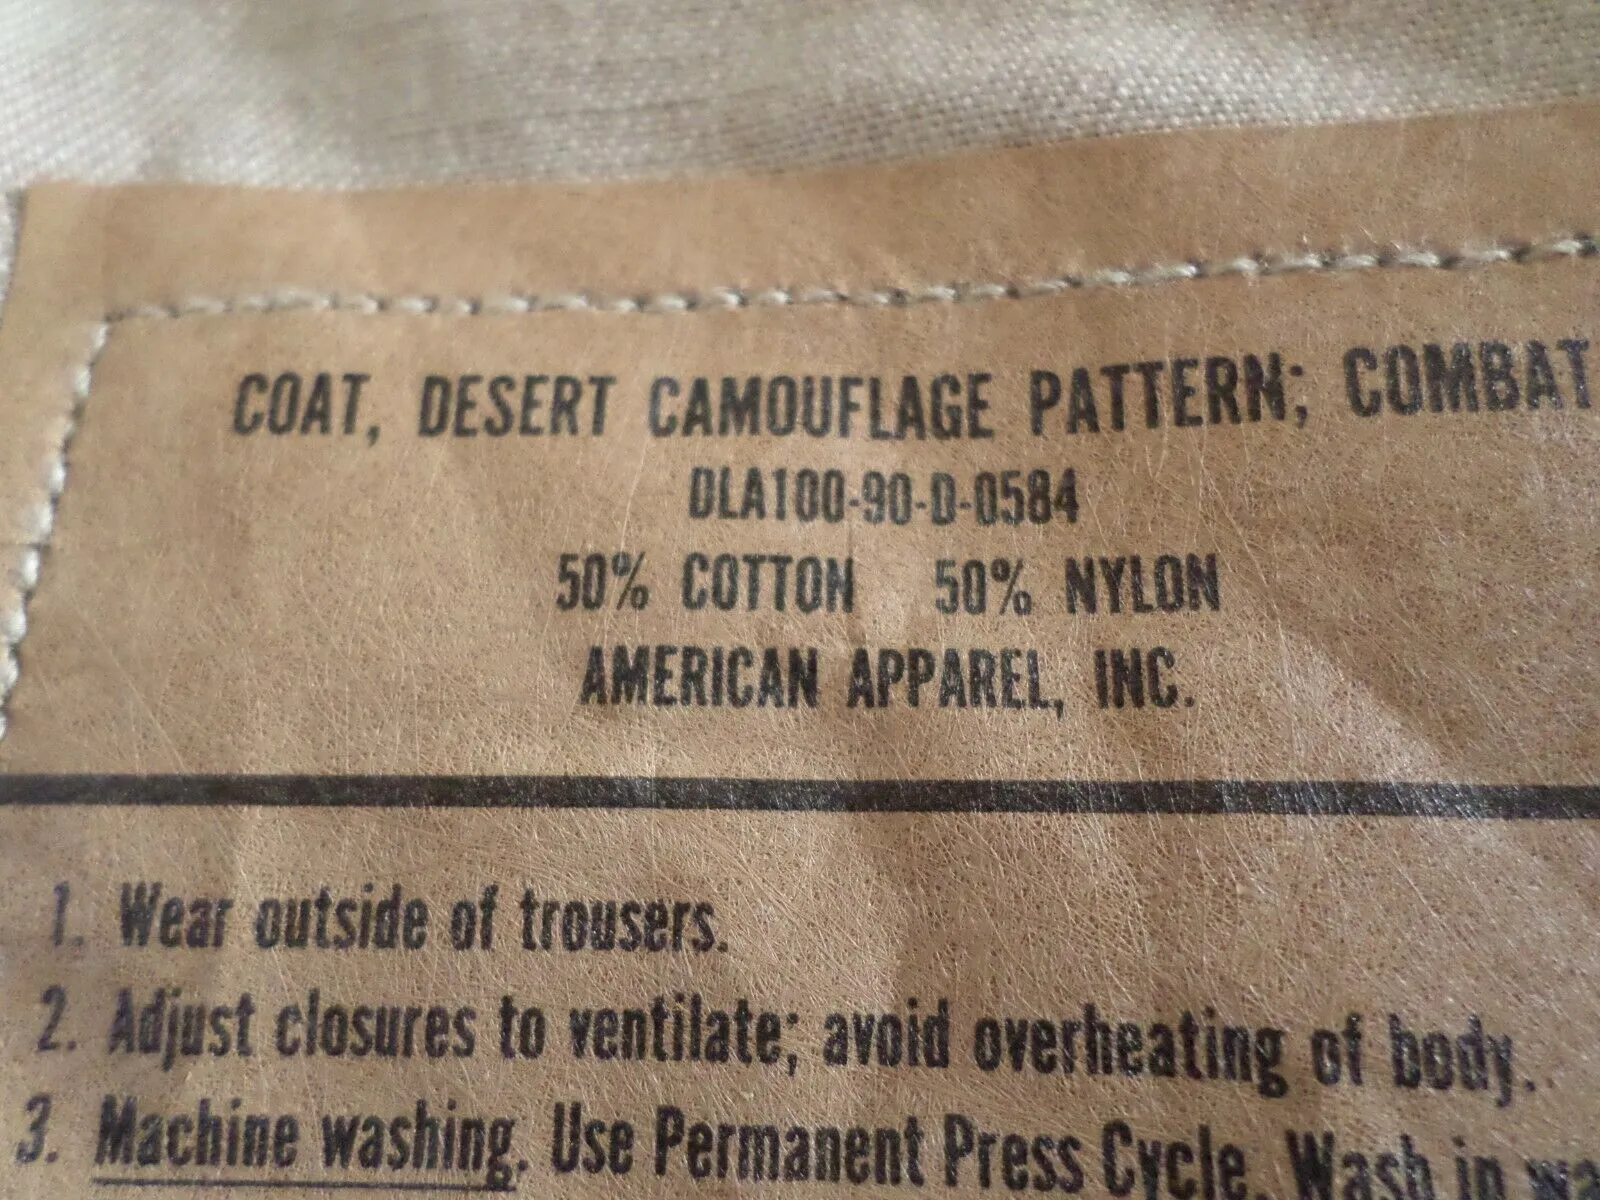 COAT, DESERT CAMOUFLAGE PATTERN; COMBAT
DLA100-90-D-0584
50% COTTON 50% NYLON
AMERICAN APPAREL, INC.
1. Wear outside of trousers.
2. Adjust closures to ventilate; avoid overheating of body.
3. Machine washing. Use Permanent Press Cycle. Wash in